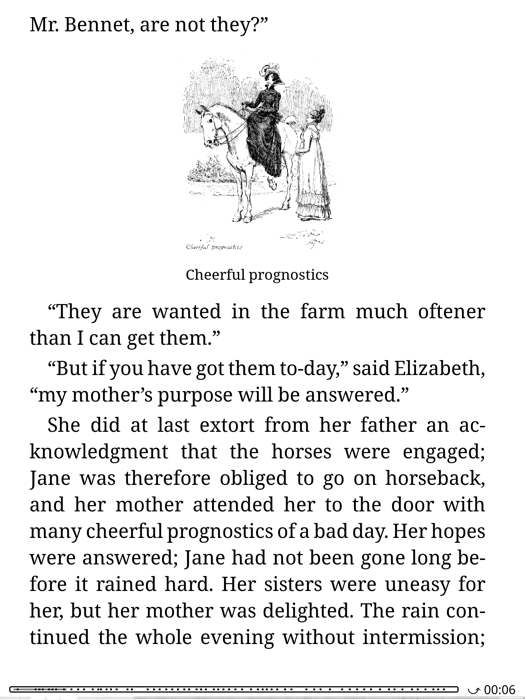 Mr. Bennet, are not they?”
Cheerful prognostics
Cheerful prognostics
“They are wanted in the farm much oftener
than I can get them.”
“But if you have got them to-day,” said Elizabeth,
“my mother’s purpose will be answered.”
She did at last extort from her father an ac-
knowledgment that the horses were engaged;
Jane was therefore obliged to go on horseback,
and her mother attended her to the door with
many cheerful prognostics of a bad day. Her hopes
were answered; Jane had not been gone long be-
fore it rained hard. Her sisters were uneasy for
her, but her mother was delighted. The rain con-
tinued the whole evening without intermission;
00:06